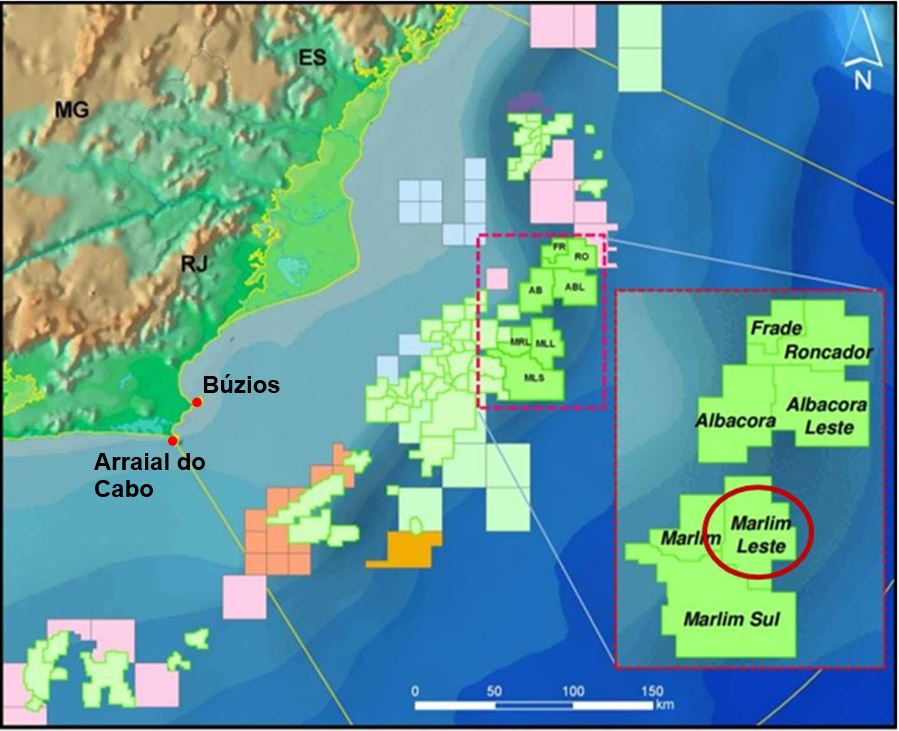 ES
MG
N
RJ
FR
RO
AB
ABL
MRL
MLL
MLS
Búzios
Arraial do
Cabo
Frade
Roncador
Albacora
Albacora
Leste
Marlim
Marlim
Leste
Marlim Sul
0 50 100 150
km